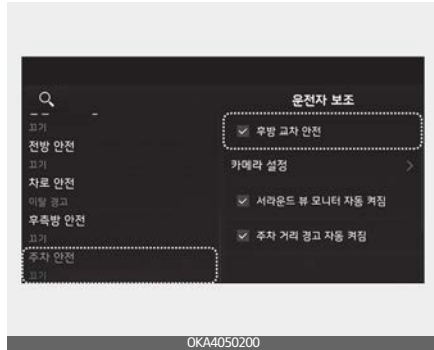 운전자 보조
끄기
전방 안전
끄기
차로 안전
이탈 경고
후측방 안전
끄기
주차 안전
끄기
후방 교차 안전
카메라 설정
서라운드 뷰 모니터 자동 켜짐
주차 거리 경고 자동 켜짐
OKA4050200